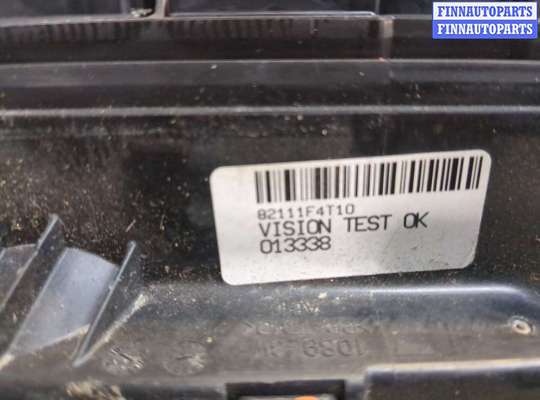 FINNAUTOPARTS
FINNAUTOPARTS
82111F4T10
VISION TEST OK
013338